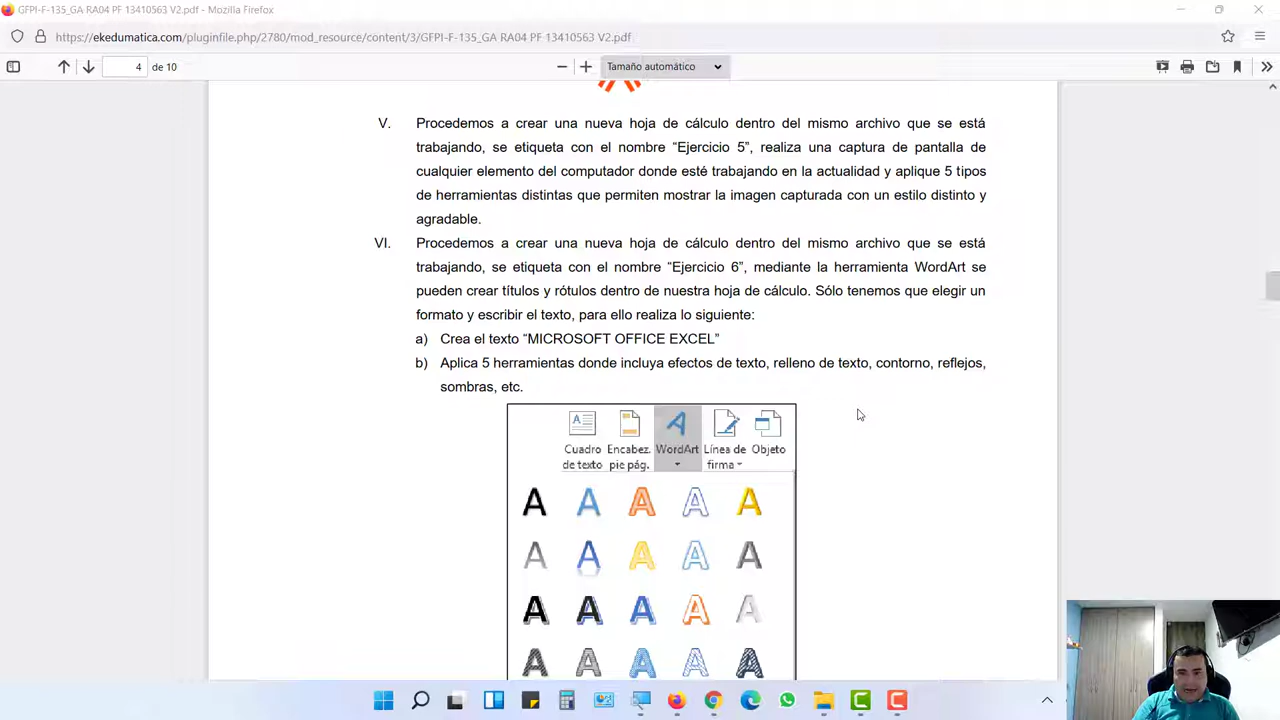 GFPI-F-135_GA RA04 PF 13410563 V2.pdf - Mozilla Firefox
https://ekedumatica.com/pluginfile.php/2780/mod_resource/content/3/GFPI-F-135_GA RA04 PF 13410563 V2.pdf
4 de 10
Tamaño automático
V. Procedemos a crear una nueva hoja de cálculo dentro del mismo archivo que se está
trabajando, se etiqueta con el nombre “Ejercicio 5”, realiza una captura de pantalla de
cualquier elemento del computador donde esté trabajando en la actualidad y aplique 5 tipos
de herramientas distintas que permiten mostrar la imagen capturada con un estilo distinto y
agradable.
VI. Procedemos a crear una nueva hoja de cálculo dentro del mismo archivo que se está
trabajando, se etiqueta con el nombre “Ejercicio 6”, mediante la herramienta WordArt se
pueden crear títulos y rótulos dentro de nuestra hoja de cálculo. Sólo tenemos que elegir un
formato y escribir el texto, para ello realiza lo siguiente:
a) Crea el texto “MICROSOFT OFFICE EXCEL”
b) Aplica 5 herramientas donde incluya efectos de texto, relleno de texto, contorno, reflejos,
sombras, etc.
Cuadro Encabez. WordArt Línea de Objeto
de texto pie pág. firma
A A A A A
A A A A A
A A A A A
A A A A A